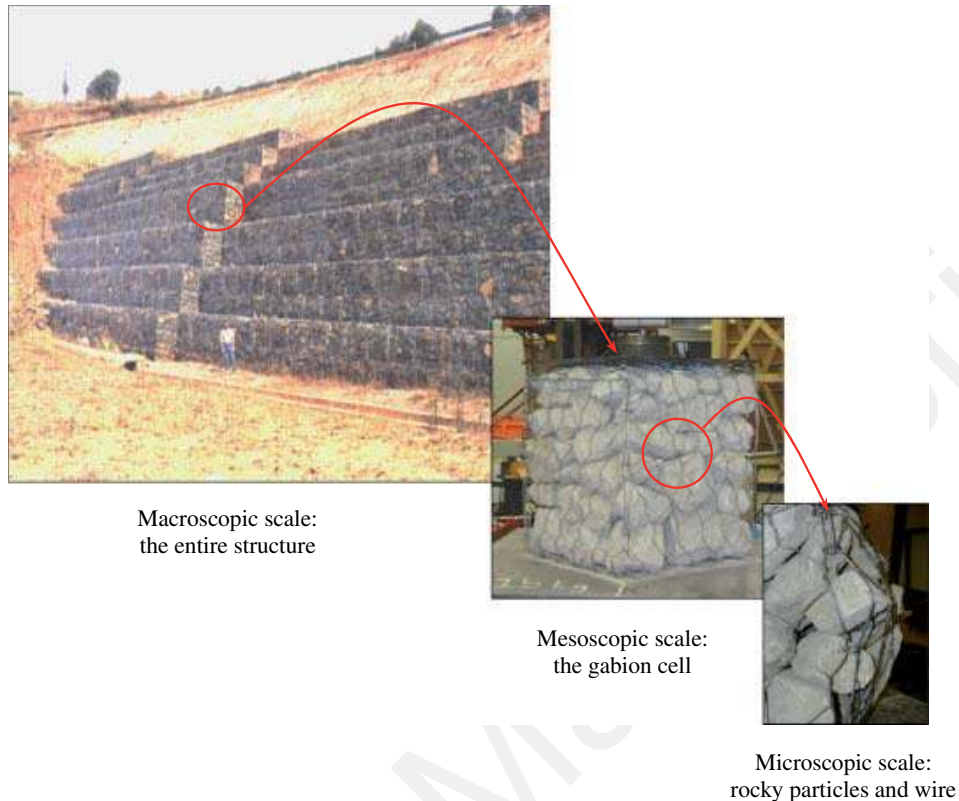 Macroscopic scale:
the entire structure
Mesoscopic scale:
the gabion cell
Microscopic scale:
rocky particles and wire